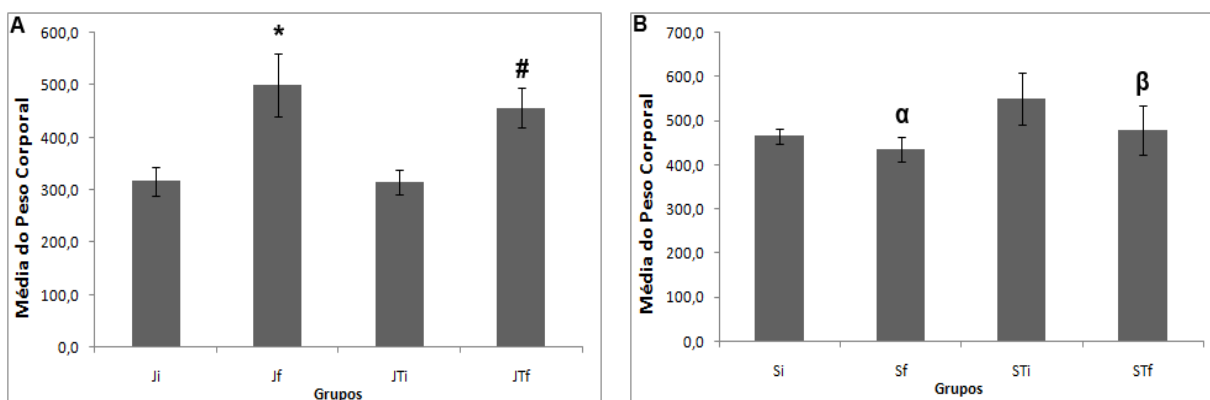 A
Média do Peso Corporal
600,0
500,0
400,0
300,0
200,0
100,0
0,0
*
#
Ji
Jf
JTi
JTf
Grupos
B
Média do Peso Corporal
700,0
600,0
500,0
400,0
300,0
200,0
100,0
0,0
α
β
Si
Sf
STi
STf
Grupos